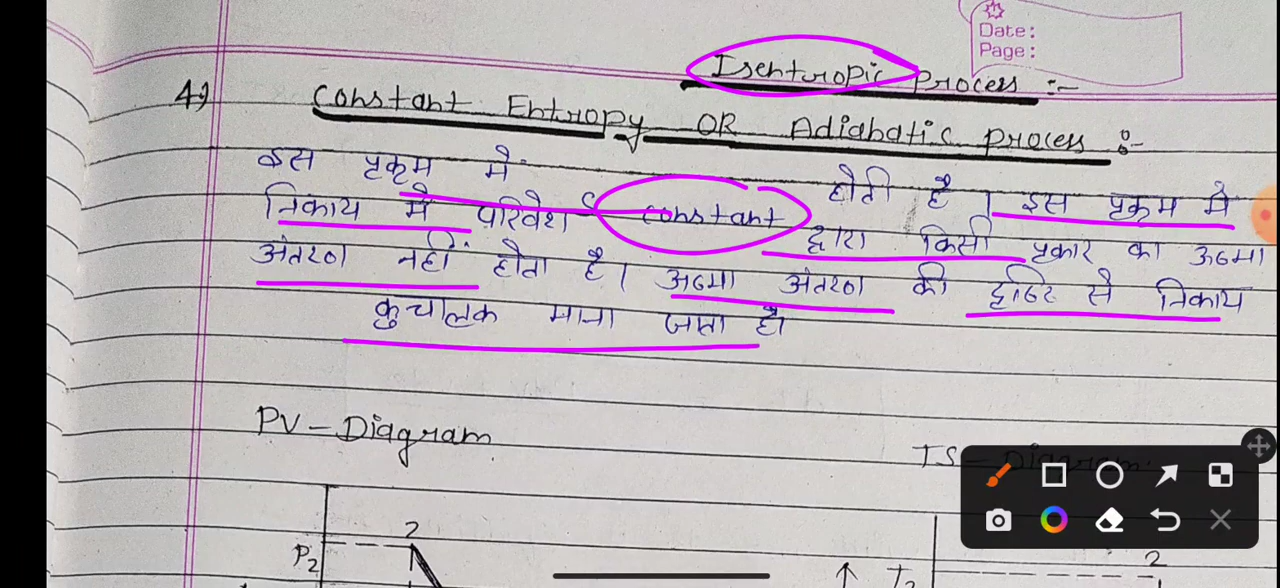 Date:
Page:
Isentropic Process :-
4→ Constant Entropy OR Adiabatic process :-
इस प्रक्रम में constant होती है। इस प्रक्रम में
निकाय में परिवेश द्वारा किसी प्रकार का ऊष्मा
अंतरण नहीं होता है। ऊष्मा अंतरण की दृष्टि से निकाय
कुचालक माना जाता है।
PV - Diagram
TS - Diagram
2
P2
2
T2